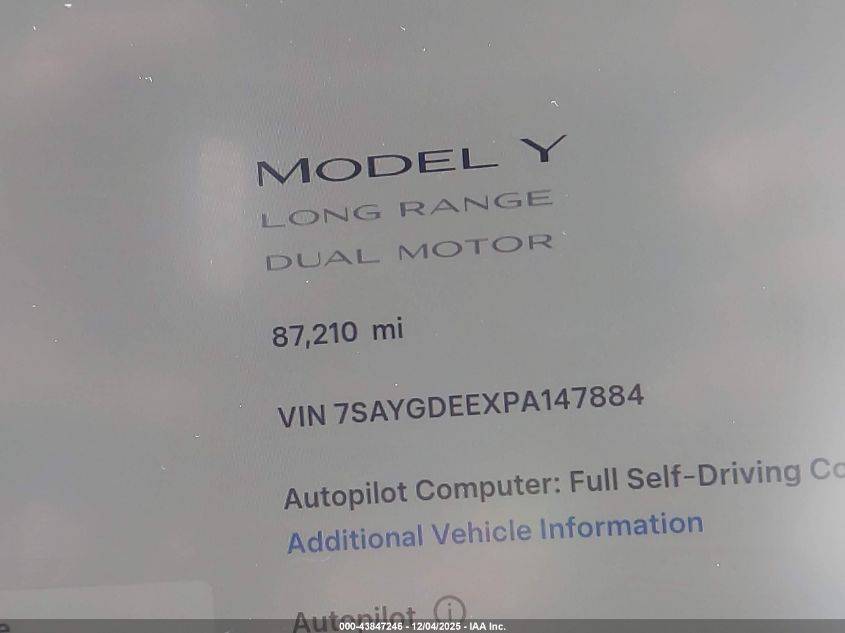 MODEL Y
LONG RANGE
DUAL MOTOR
87,210 mi
VIN 7SAYGDEEXPA147884
Autopilot Computer: Full Self-Driving Co
Additional Vehicle Information
Autopilot
000-43847246 - 12/04/2025 - IAA Inc.